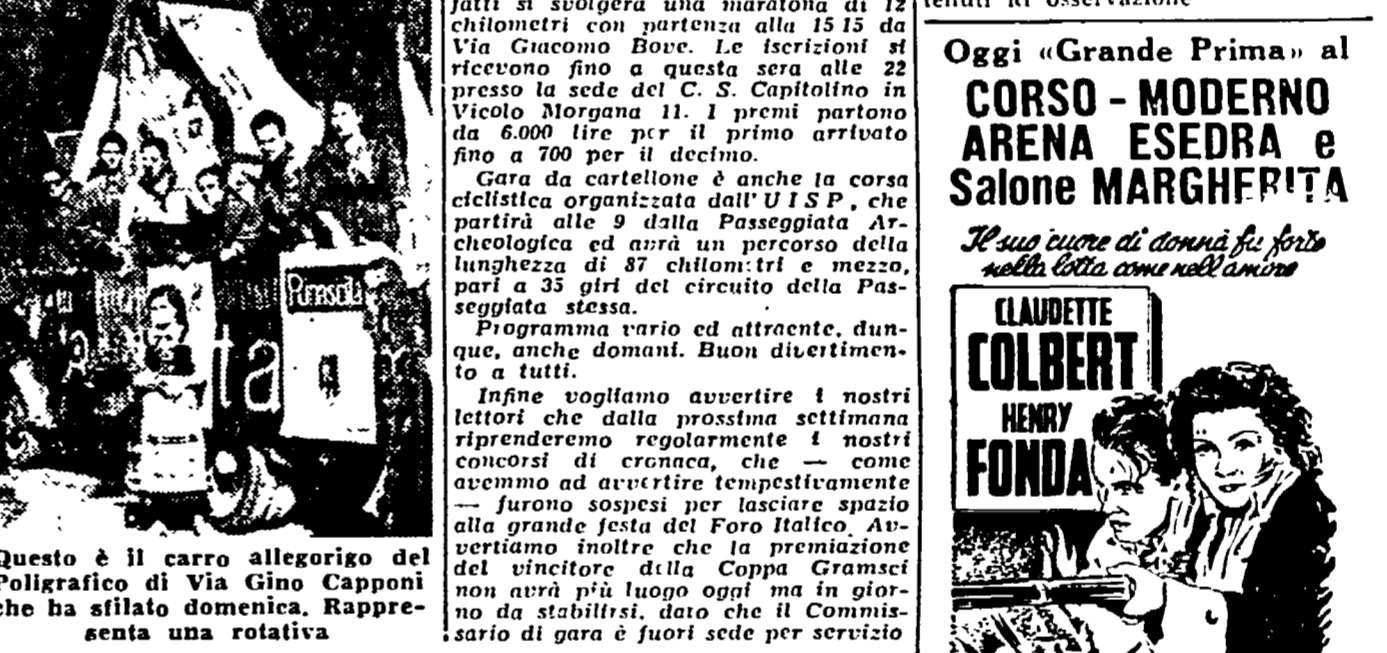 Rinascita
ta
Questo è il carro allegorigo del
Poligrafico di Via Gino Capponi
che ha sfilato domenica. Rappre-
senta una rotativa
fatti si svolgerà una maratona di 12
chilometri con partenza alla 15 15 da
Via Giacomo Bove. Le iscrizioni si
ricevono fino a questa sera alle 22
presso la sede del C. S. Capitolino in
Vicolo Morgana 11. I premi partono
da 6.000 lire per il primo arrivato
fino a 700 per il decimo.
Gara da cartellone è anche la corsa
ciclistica organizzata dall'UISP, che
partirà alle 9 dalla Passeggiata Ar-
cheologica ed avrà un percorso della
lunghezza di 87 chilometri e mezzo,
pari a 35 giri del circuito della Pas-
seggiata stessa.
Programma vario ed attraente, dun-
que, anche domani. Buon divertimen-
to a tutti.
Infine vogliamo avvertire i nostri
lettori che dalla prossima settimana
riprenderemo regolarmente i nostri
concorsi di cronaca, che — come
avemmo ad avvertire tempestivamente
— furono sospesi per lasciare spazio
alla grande festa del Foro Italico. Av-
vertiamo inoltre che la premiazione
del vincitore della Coppa Gramsci
non avrà più luogo oggi ma in gior-
no da stabilirsi, dato che il Commis-
sario di gara è fuori sede per servizio
tenuti in osservazione
Oggi «Grande Prima» al
CORSO - MODERNO
ARENA ESEDRA e
Salone MARGHERITA
Il suo cuore di donna fu forte
nella lotta come nell'amore
CLAUDETTE
COLBERT
HENRY
FONDA